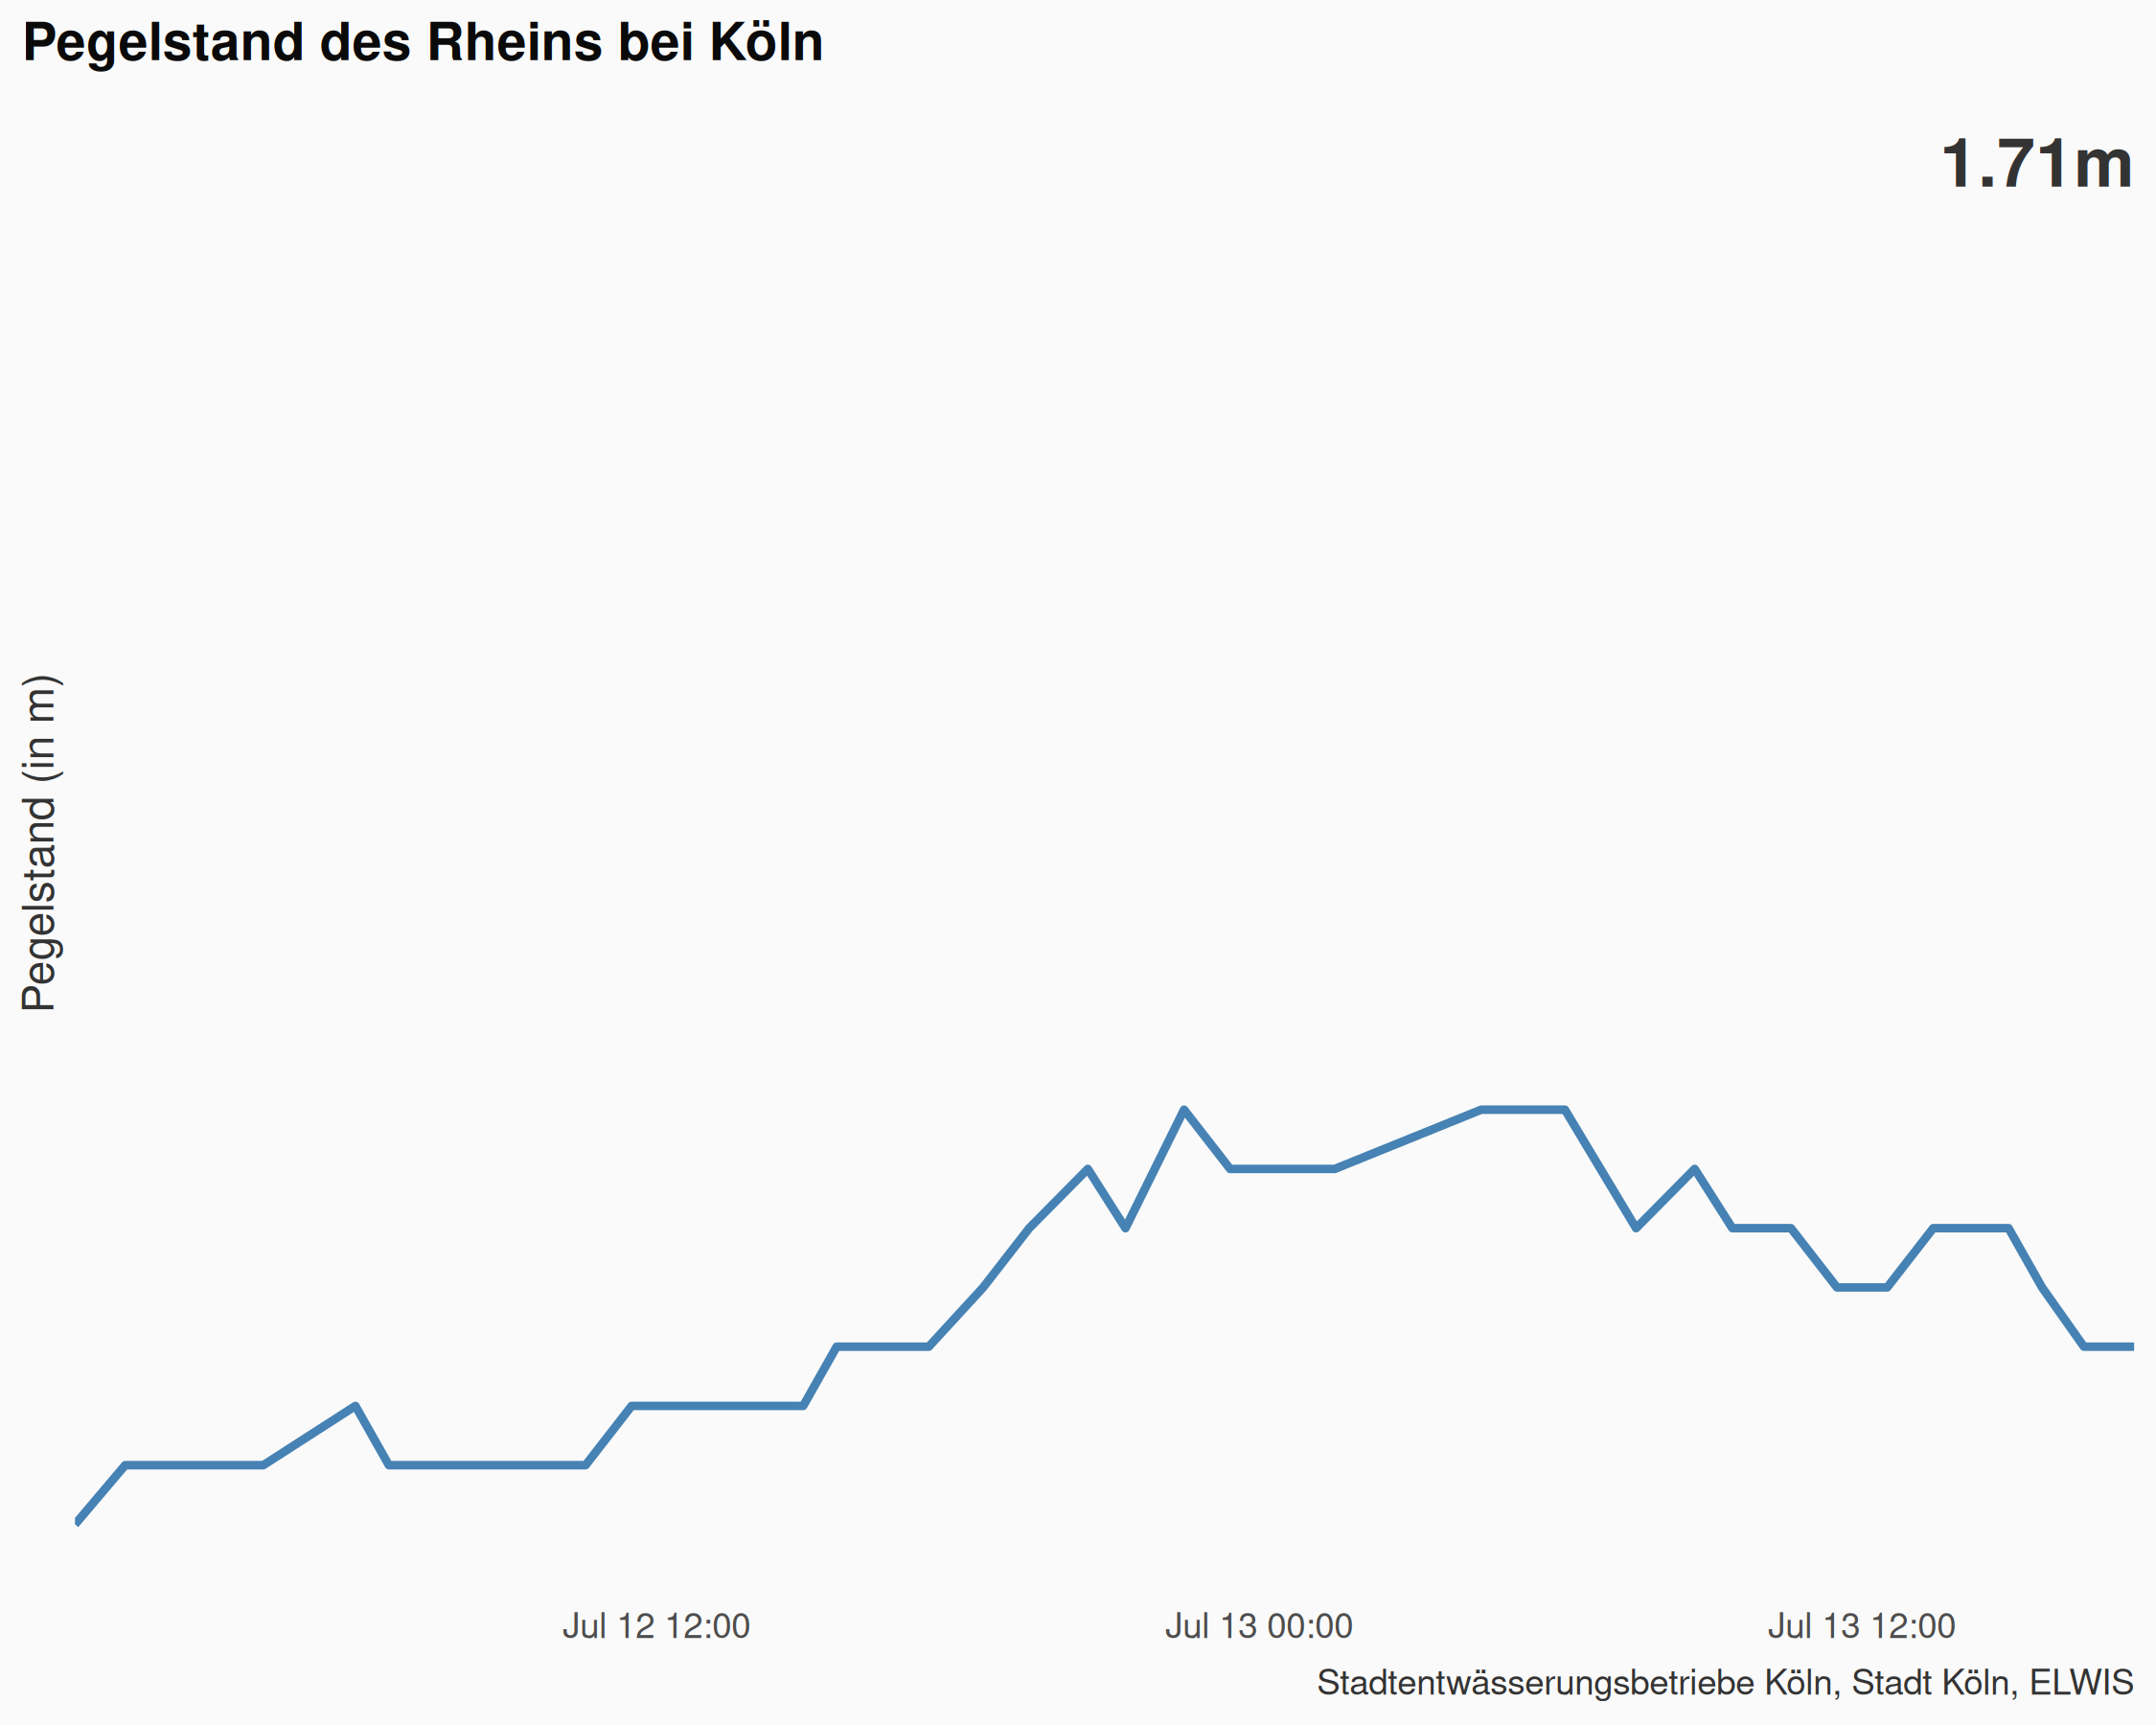 Pegelstand des Rheins bei Köln
1.71m
Pegelstand (in m)
Jul 12 12:00
Jul 13 00:00
Jul 13 12:00
Stadtentwässerungsbetriebe Köln, Stadt Köln, ELWIS